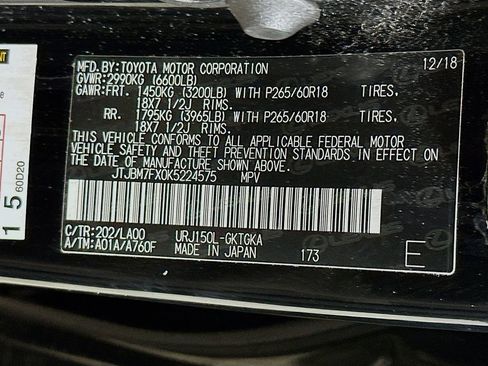 MFD.BY:TOYOTA MOTOR CORPORATION 12/18
GVWR:2990KG (6600LB)
GAWR:FRT. 1450KG (3200LB) WITH P265/60R18 TIRES,
18X7 1/2J RIMS.
RR. 1795KG (3965LB) WITH P265/60R18 TIRES,
18X7 1/2J RIMS.
THIS VEHICLE CONFORMS TO ALL APPLICABLE FEDERAL MOTOR
VEHICLE SAFETY AND THEFT PREVENTION STANDARDS IN EFFECT ON
THE DATE OF MANUFACTURE SHOWN ABOVE.
JTJBM7FX0K5224575 MPV
C/TR:202/LA00 URJ150L-GKTGKA
A/TM:A01A/A760F MADE IN JAPAN 173 E
1 5 60D20